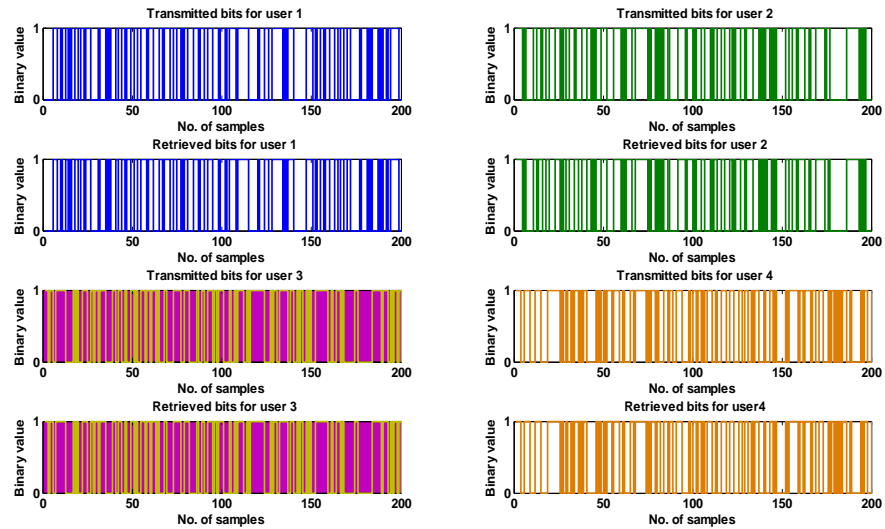 Transmitted bits for user 1
Binary value
1
0
0
50
100
150
200
No. of samples
Transmitted bits for user 2
Binary value
1
0
0
50
100
150
200
No. of samples
Retrieved bits for user 1
Binary value
1
0
0
50
100
150
200
No. of samples
Retrieved bits for user 2
Binary value
1
0
0
50
100
150
200
No. of samples
Transmitted bits for user 3
Binary value
1
0
0
50
100
150
200
No. of samples
Transmitted bits for user 4
Binary value
1
0
0
50
100
150
200
No. of samples
Retrieved bits for user 3
Binary value
1
0
0
50
100
150
200
No. of samples
Retrieved bits for user4
Binary value
1
0
0
50
100
150
200
No. of samples